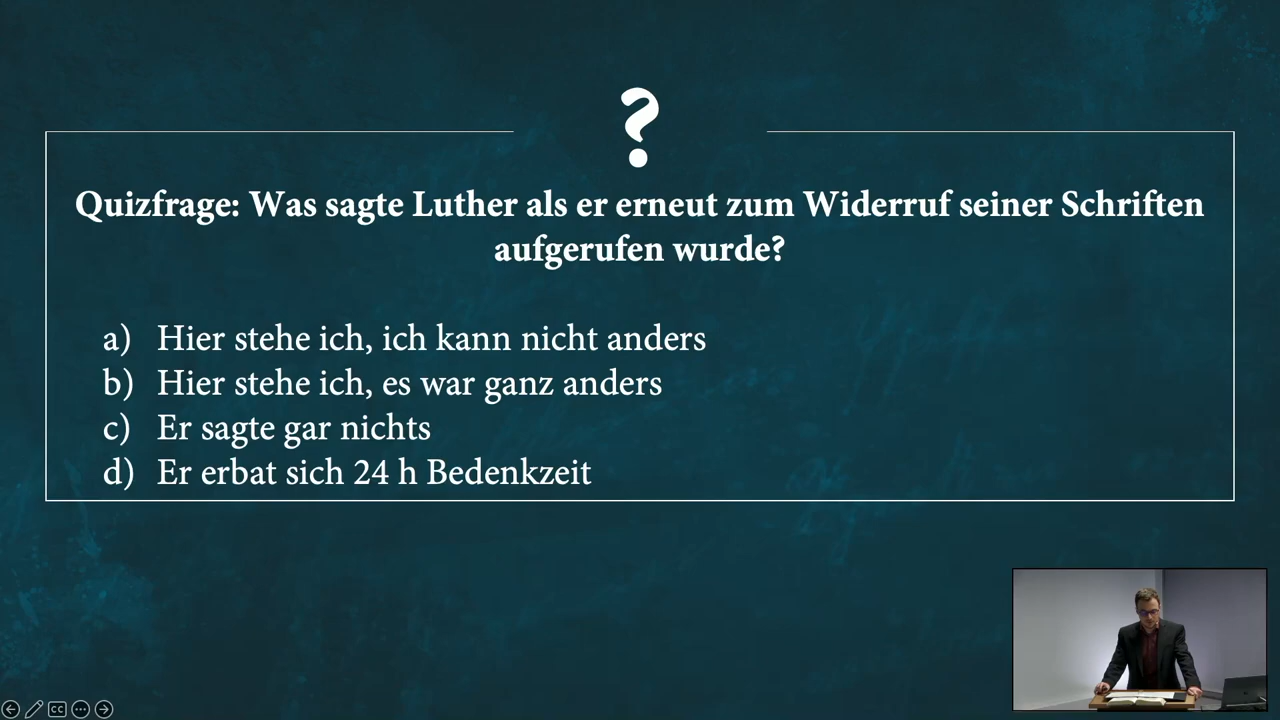 ?
Quizfrage: Was sagte Luther als er erneut zum Widerruf seiner Schriften
aufgerufen wurde?
a) Hier stehe ich, ich kann nicht anders
b) Hier stehe ich, es war ganz anders
c) Er sagte gar nichts
d) Er erbat sich 24 h Bedenkzeit
CC